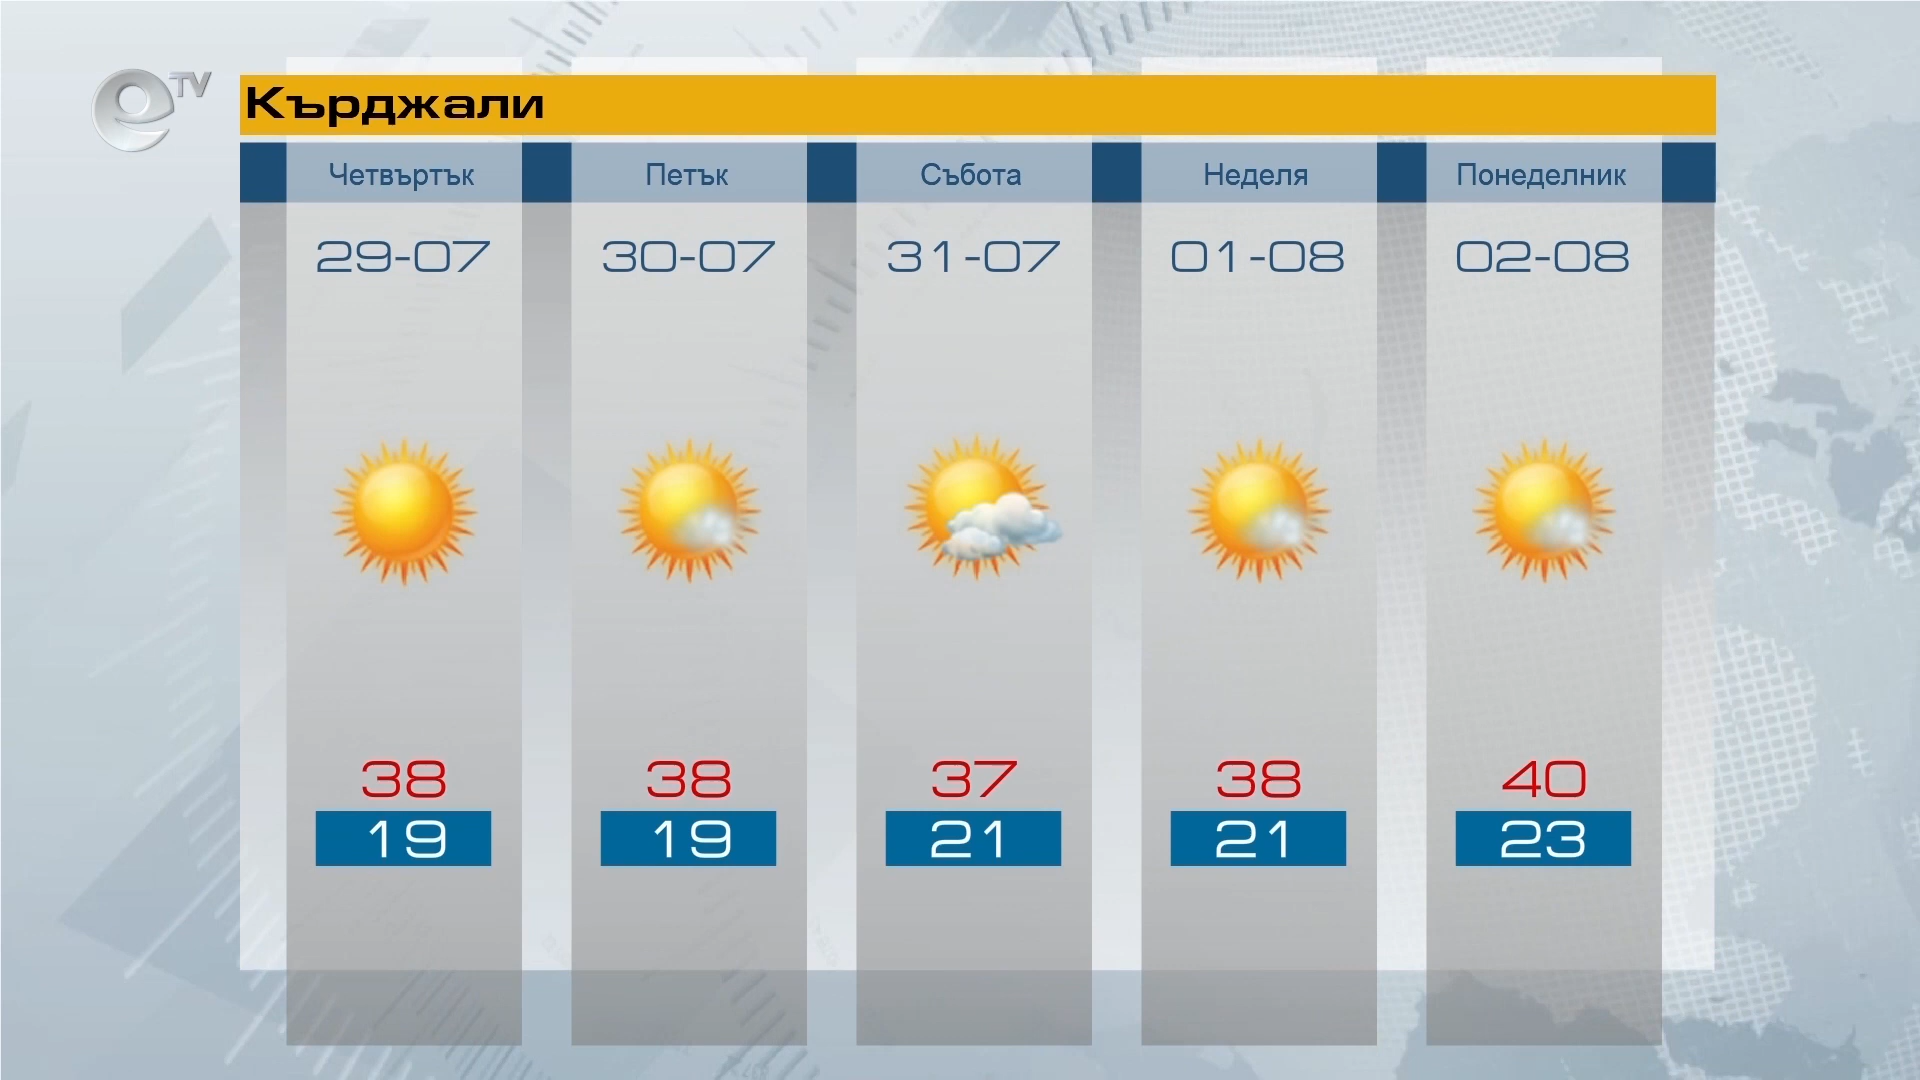 eTV
Кърджали
Четвъртък Петък Събота Неделя Понеделник
29-07 30-07 31-07 01-08 02-08
38 38 37 38 40
19 19 21 21 23